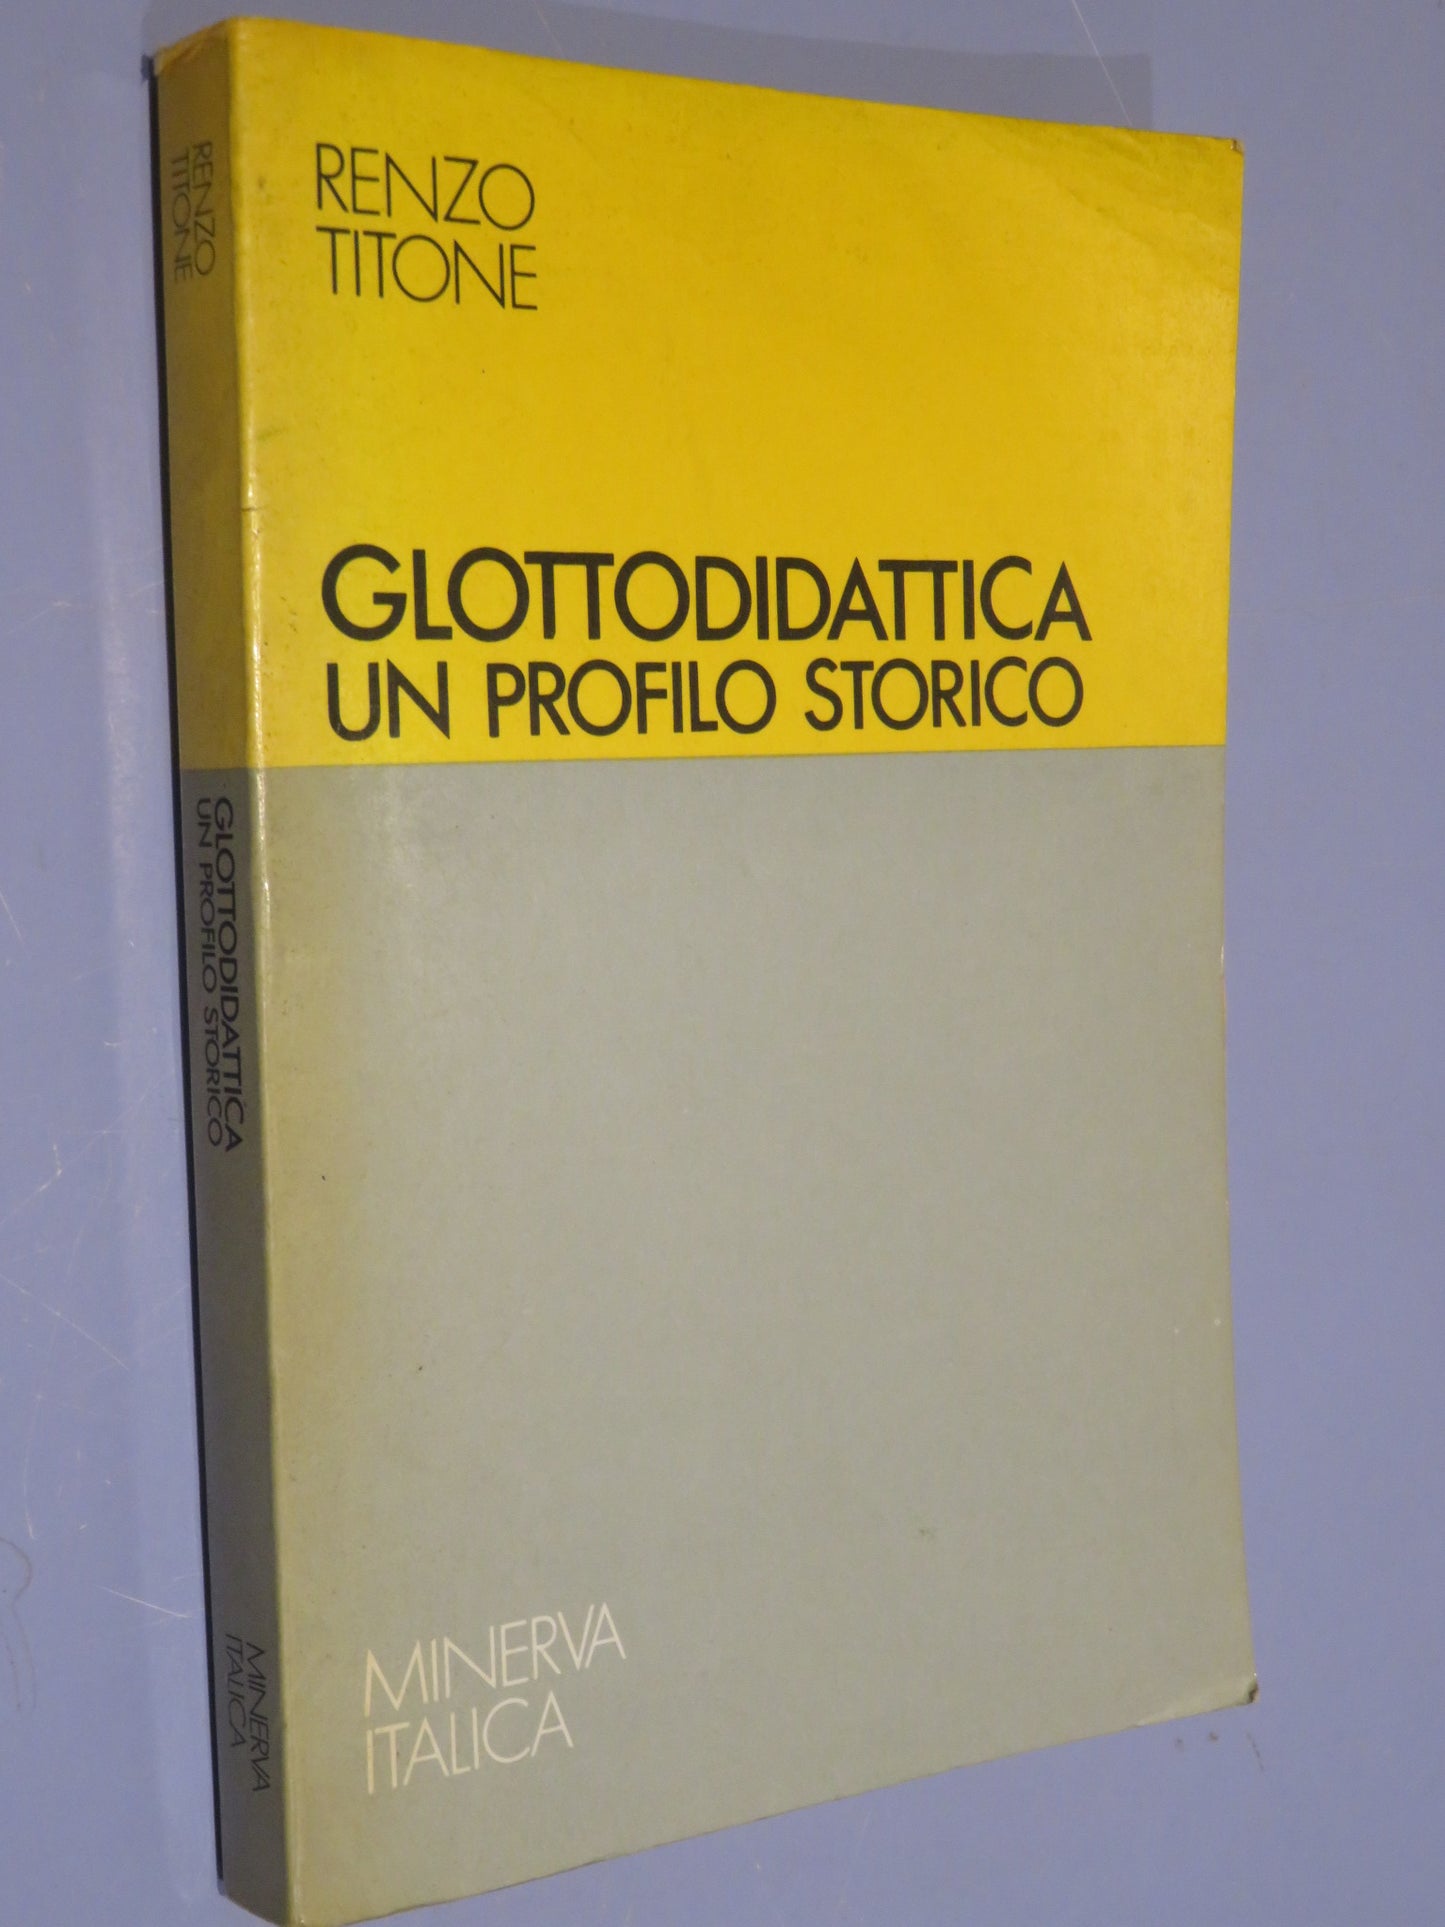 RENZO
TITONE
GLOTTODIDATTICA
UN PROFILO STORICO
MINERVA
ITALICA
RENZO
TITONE
GLOTTODIDATTICA
UN PROFILO STORICO
MINERVA
ITALICA